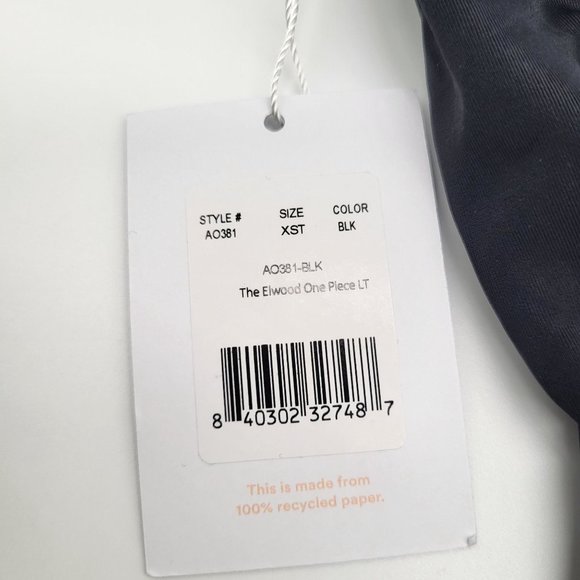 STYLE # SIZE COLOR
AO381 XST BLK
AO381-BLK
The Elwood One Piece LT
8 40302 32748 7
This is made from
100% recycled paper.